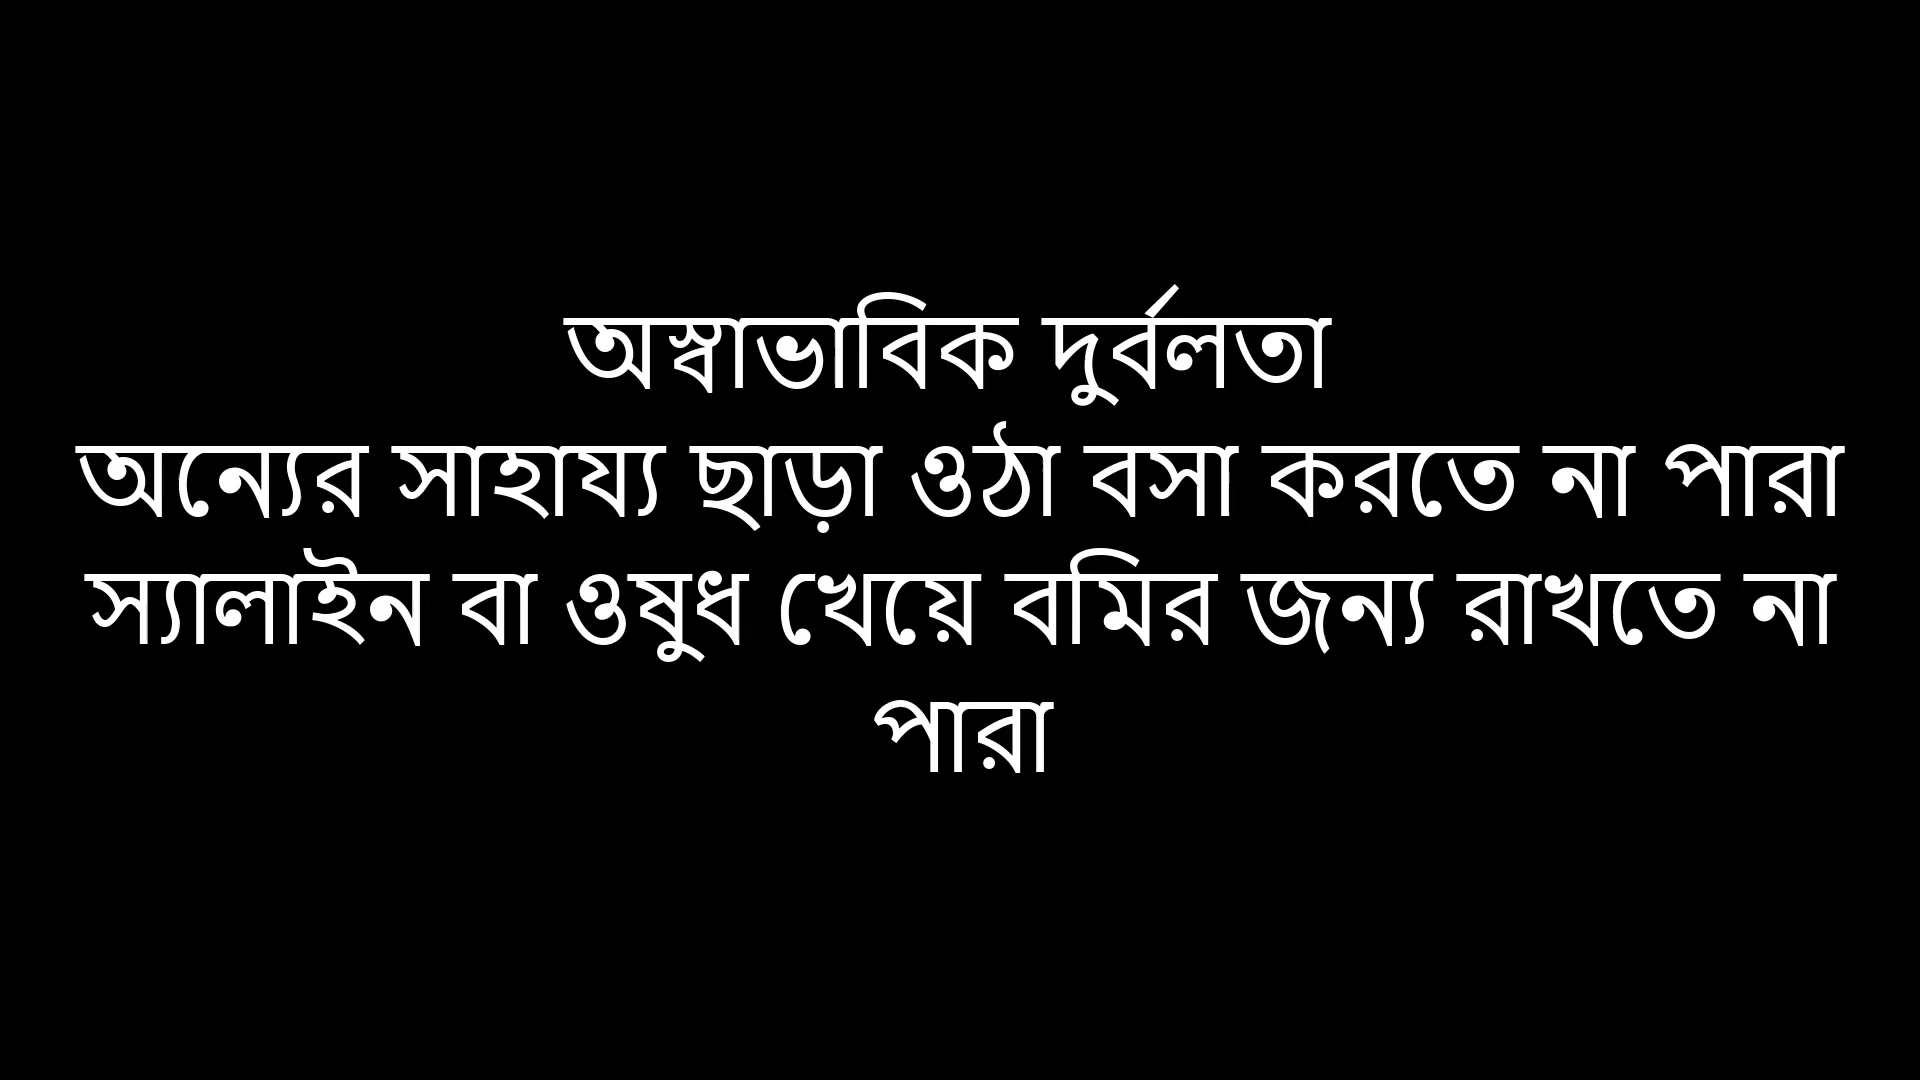 অস্বাভাবিক দুর্বলতা
অন্যের সাহায্য ছাড়া ওঠা বসা করতে না পারা
স্যালাইন বা ওষুধ খেয়ে বমির জন্য রাখতে না
পারা